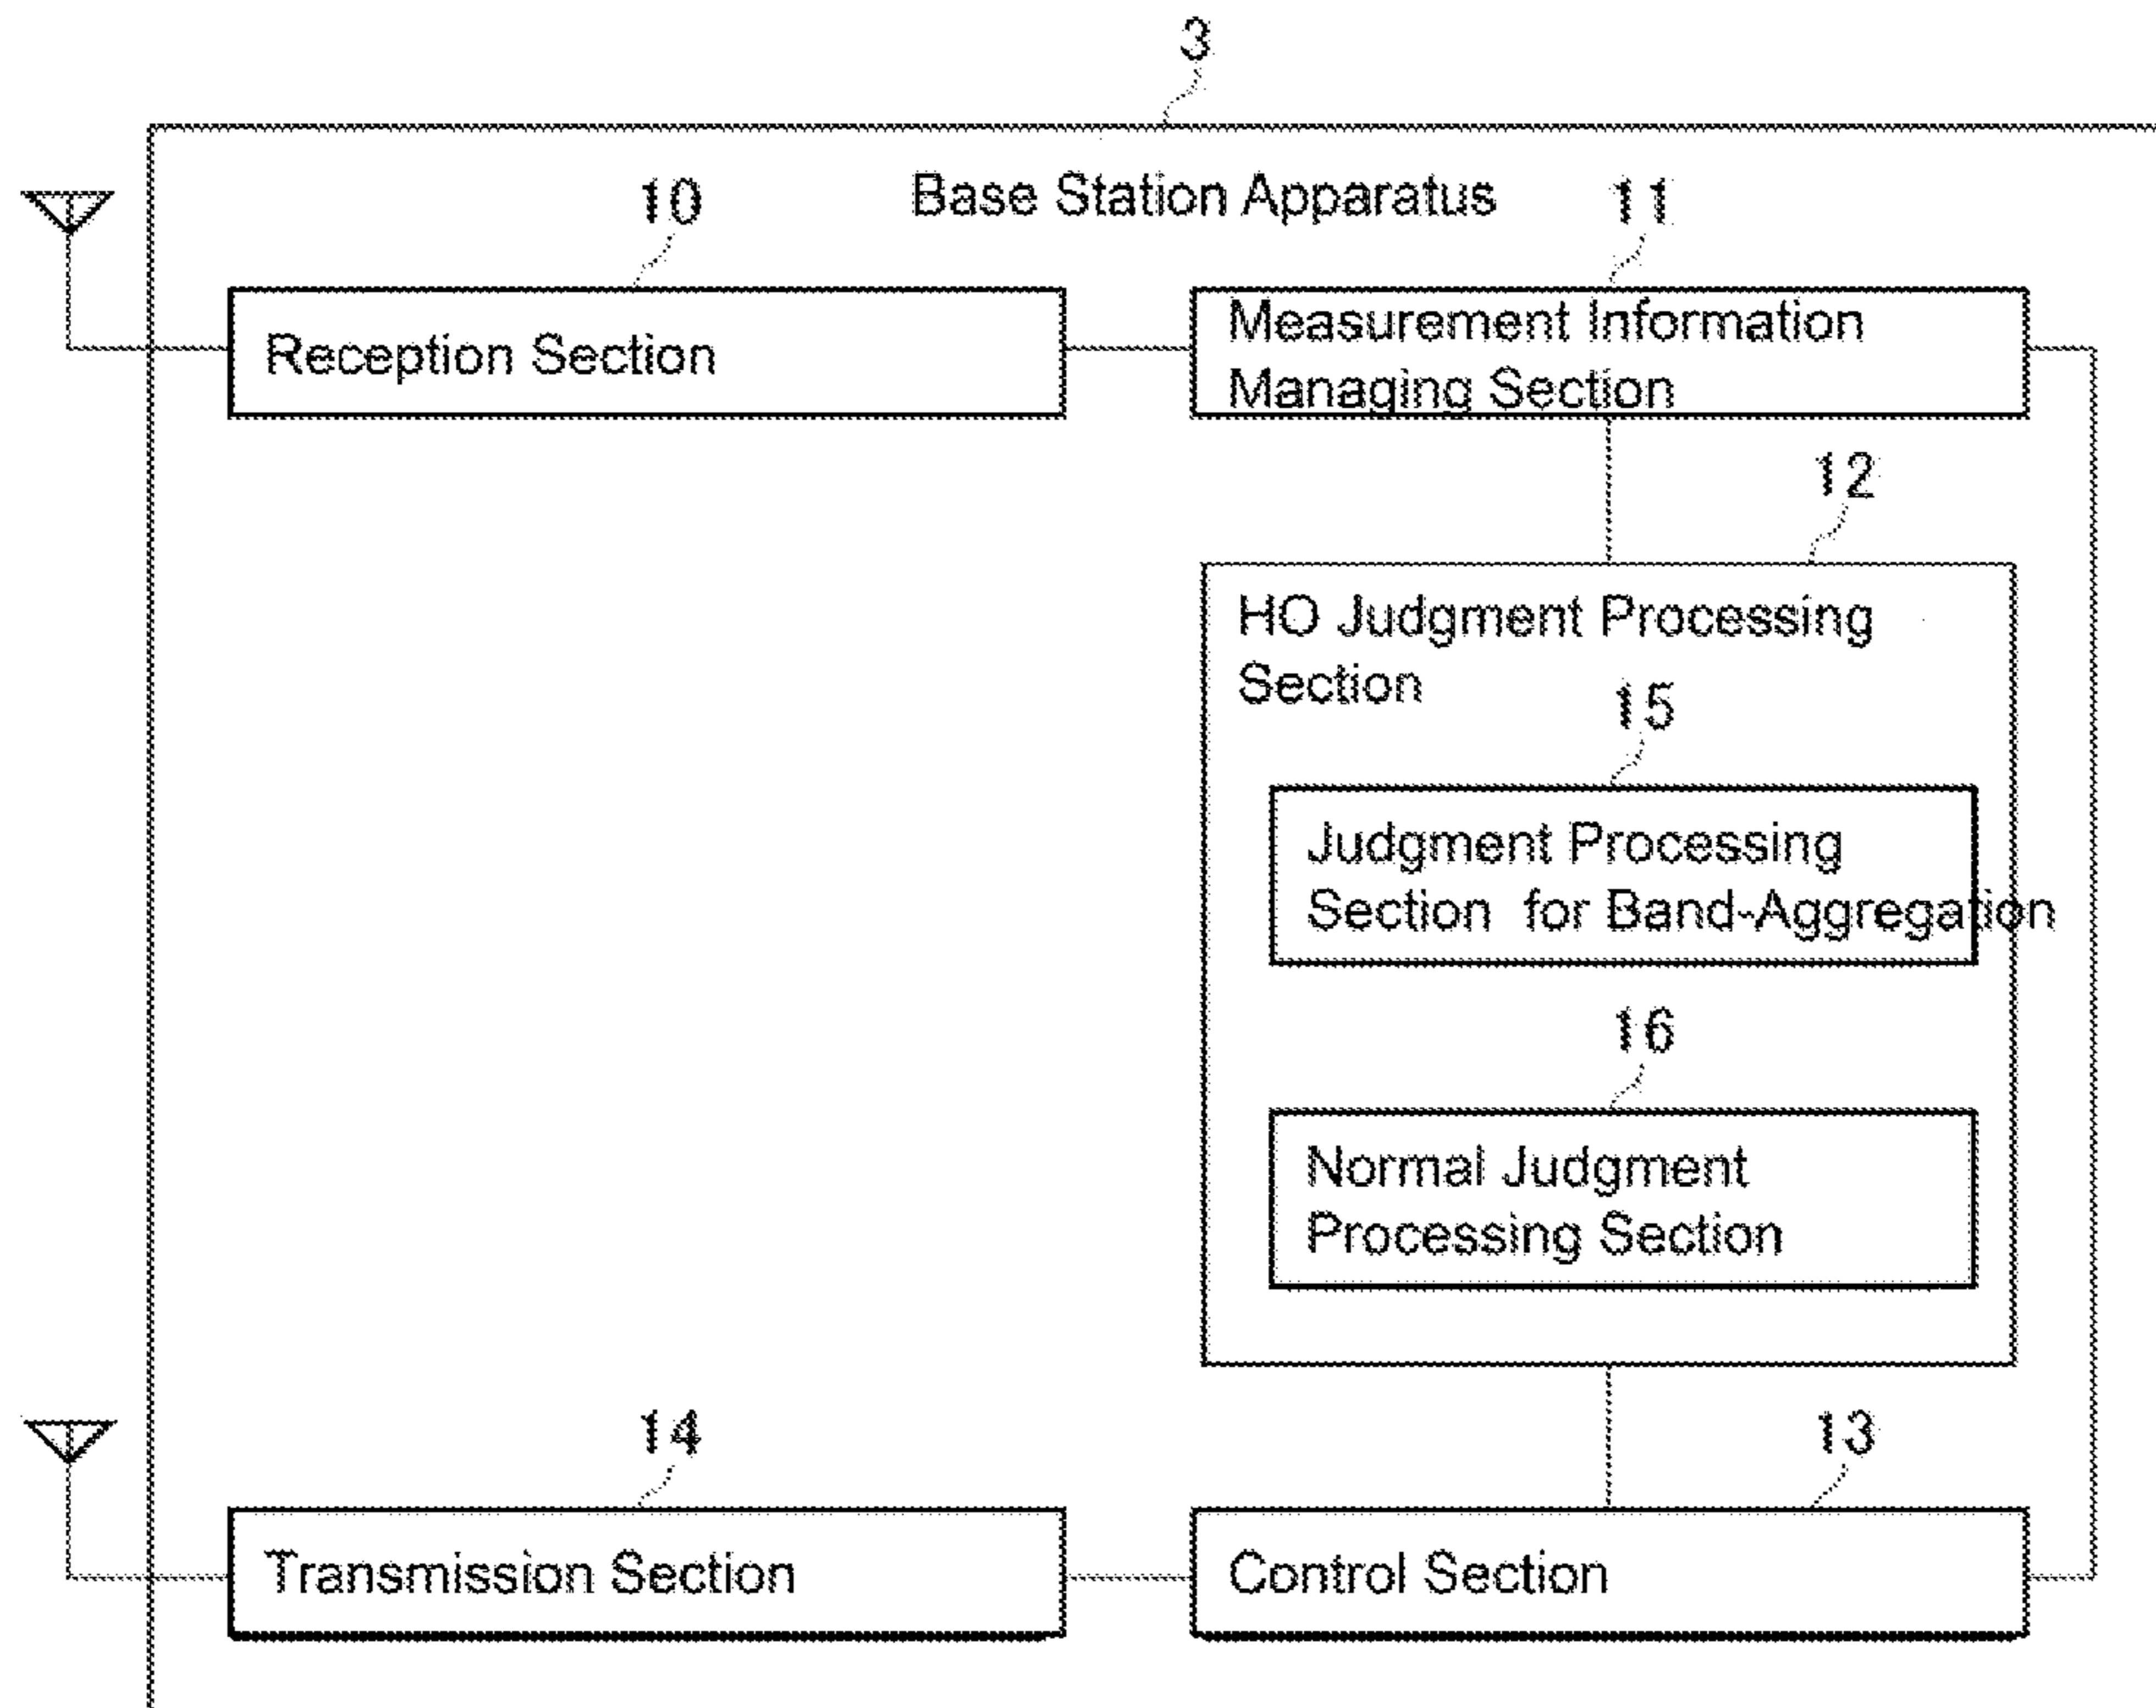 3
Base Station Apparatus
10
11
Reception Section
Measurement Information
Managing Section
12
HO Judgment Processing
Section
15
Judgment Processing
Section for Band-Aggregation
16
Normal Judgment
Processing Section
14
13
Transmission Section
Control Section